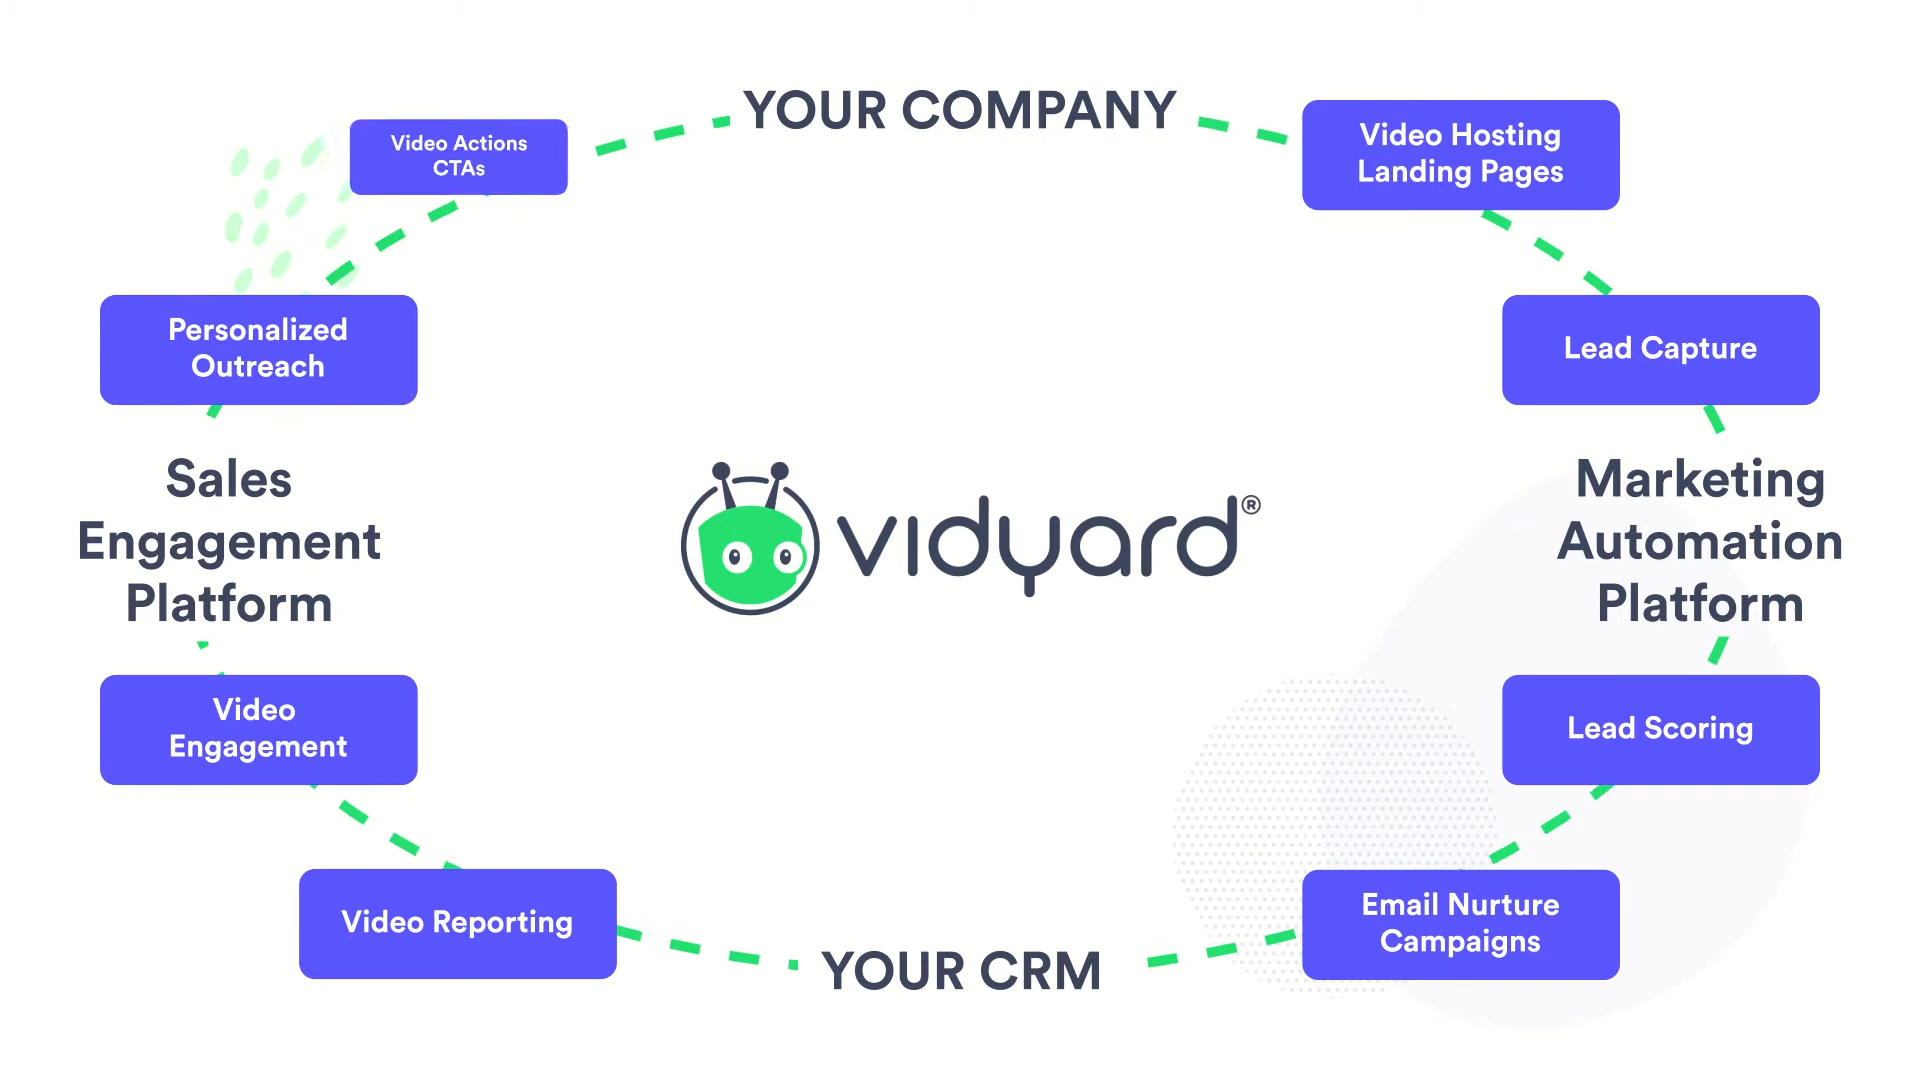 YOUR COMPANY
Video Actions
CTAs
Video Hosting
Landing Pages
Personalized
Outreach
Lead Capture
Sales
Engagement
Platform
vidyard®
Marketing
Automation
Platform
Video
Engagement
Lead Scoring
Video Reporting
Email Nurture
Campaigns
YOUR CRM